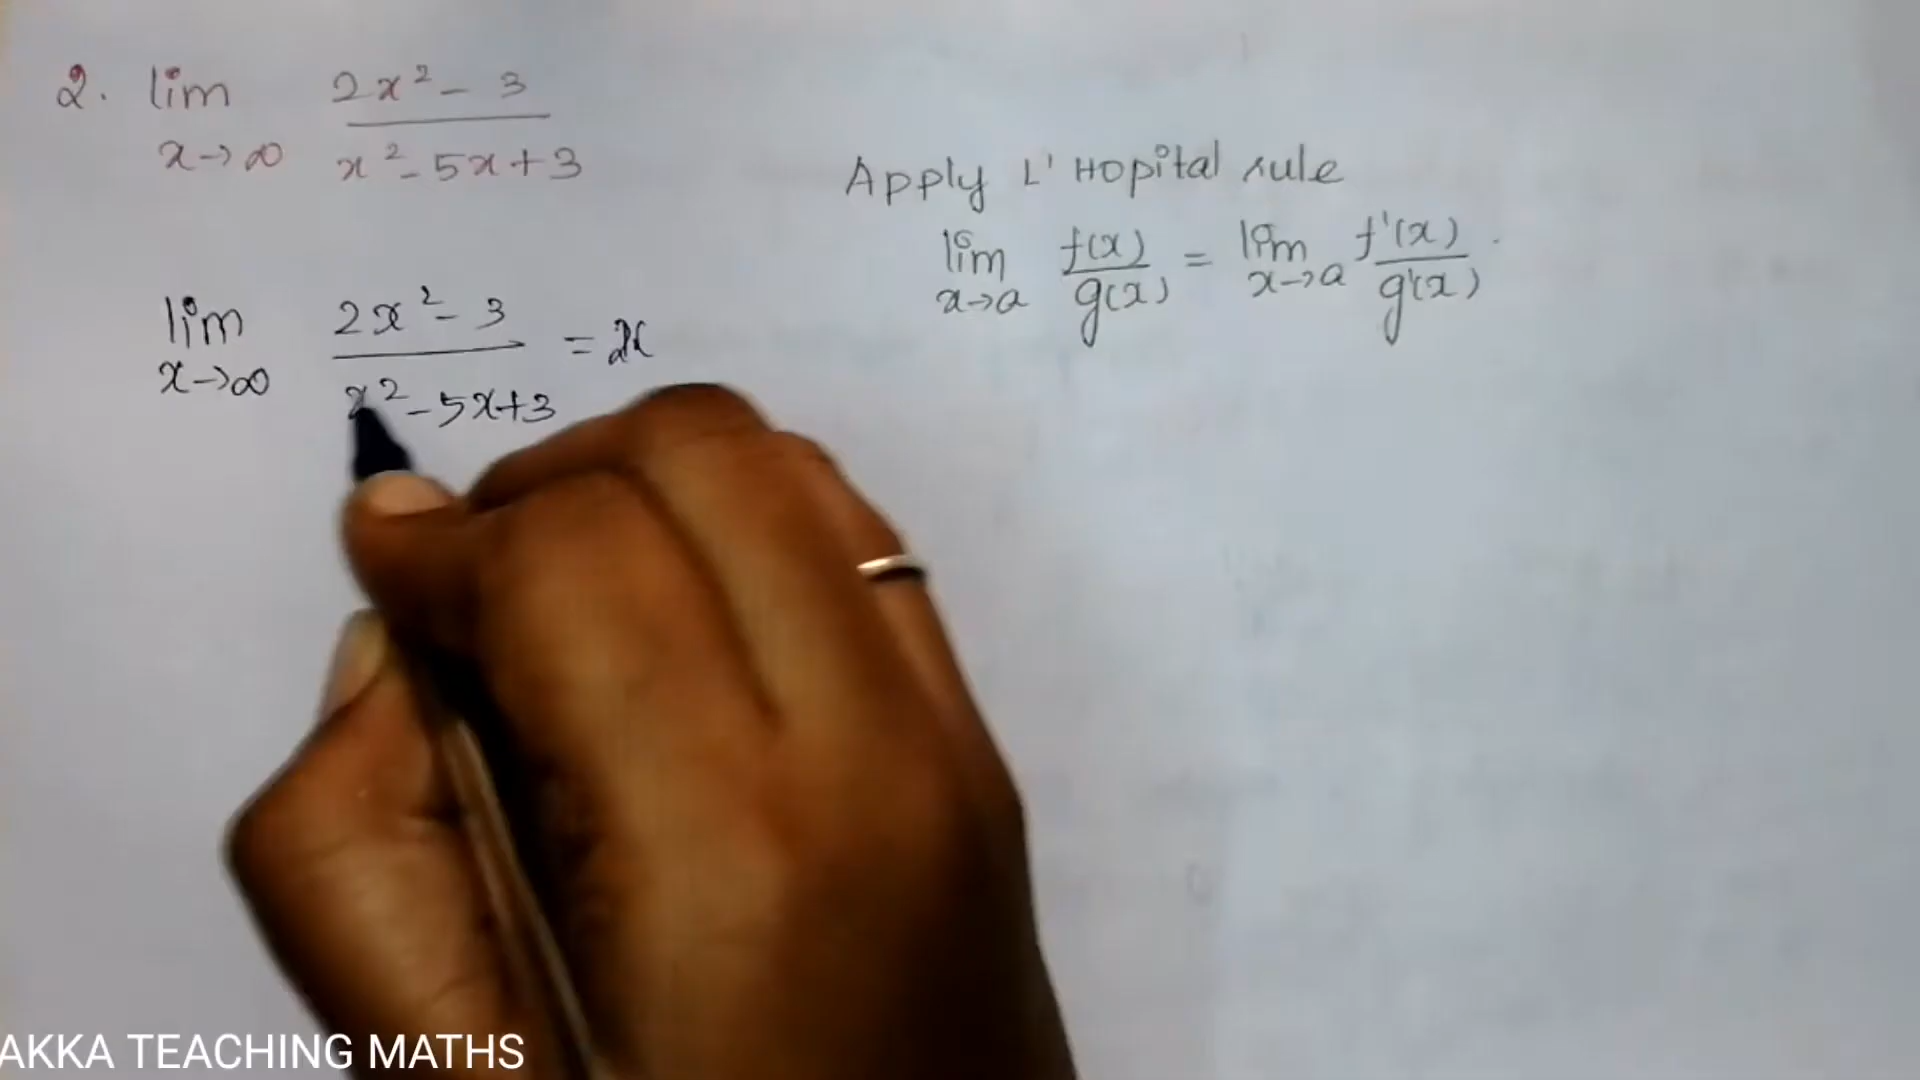 2. lim x→∞ (2x² - 3)/(x² - 5x + 3)
Apply L' Hopital rule
lim x→a f(x)/g(x) = lim x→a f'(x)/g'(x).
lim x→∞ (2x² - 3)/(x² - 5x + 3) =
AKKA TEACHING MATHS